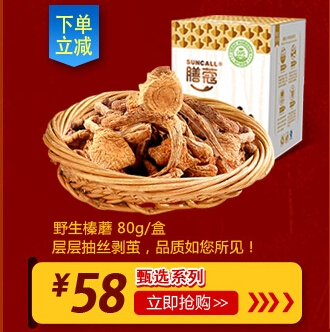 下单
立减
SUNCALL
膳蔻
野生榛蘑 80g/盒
层层抽丝剥茧，品质如您所见！
¥58
甄选系列
立即抢购>>